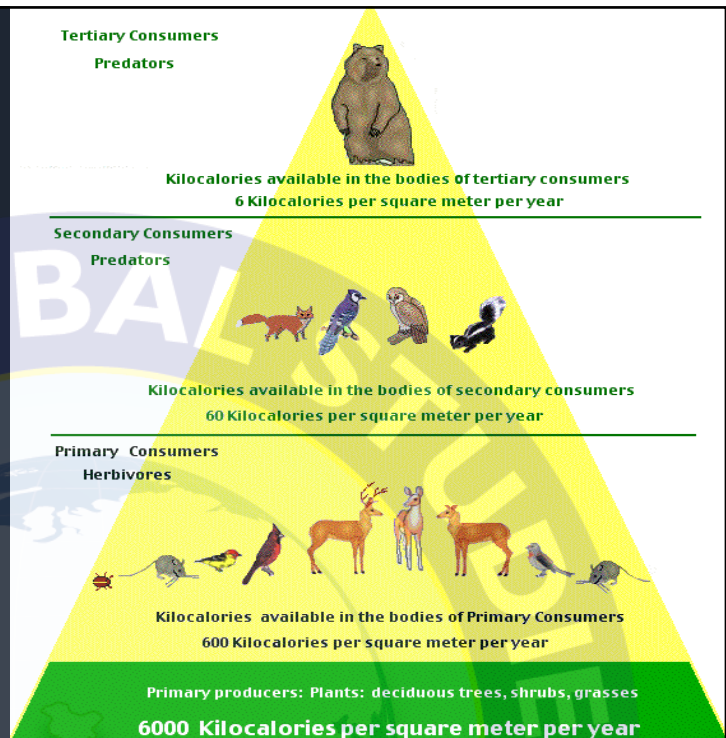 Tertiary Consumers
Predators
Kilocalories available in the bodies of tertiary consumers
6 Kilocalories per square meter per year
Secondary Consumers
Predators
Kilocalories available in the bodies of secondary consumers
60 Kilocalories per square meter per year
Primary Consumers
Herbivores
Kilocalories available in the bodies of Primary Consumers
600 Kilocalories per square meter per year
Primary producers: Plants: deciduous trees, shrubs, grasses
6000 Kilocalories per square meter per year
BAL STUDIE